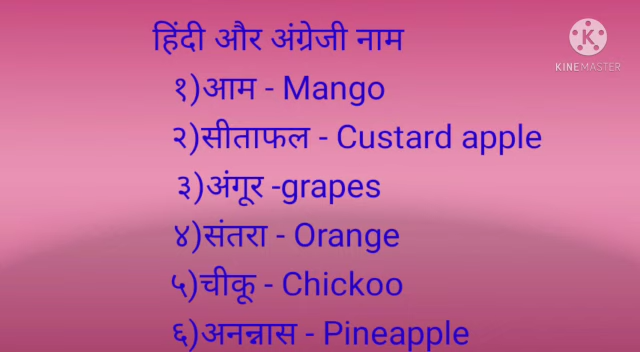 हिंदी और अंग्रेजी नाम
१)आम - Mango
२)सीताफल - Custard apple
३)अंगूर -grapes
४)संतरा - Orange
५)चीकू - Chickoo
६)अनन्नास - Pineapple
K
KINEMASTER